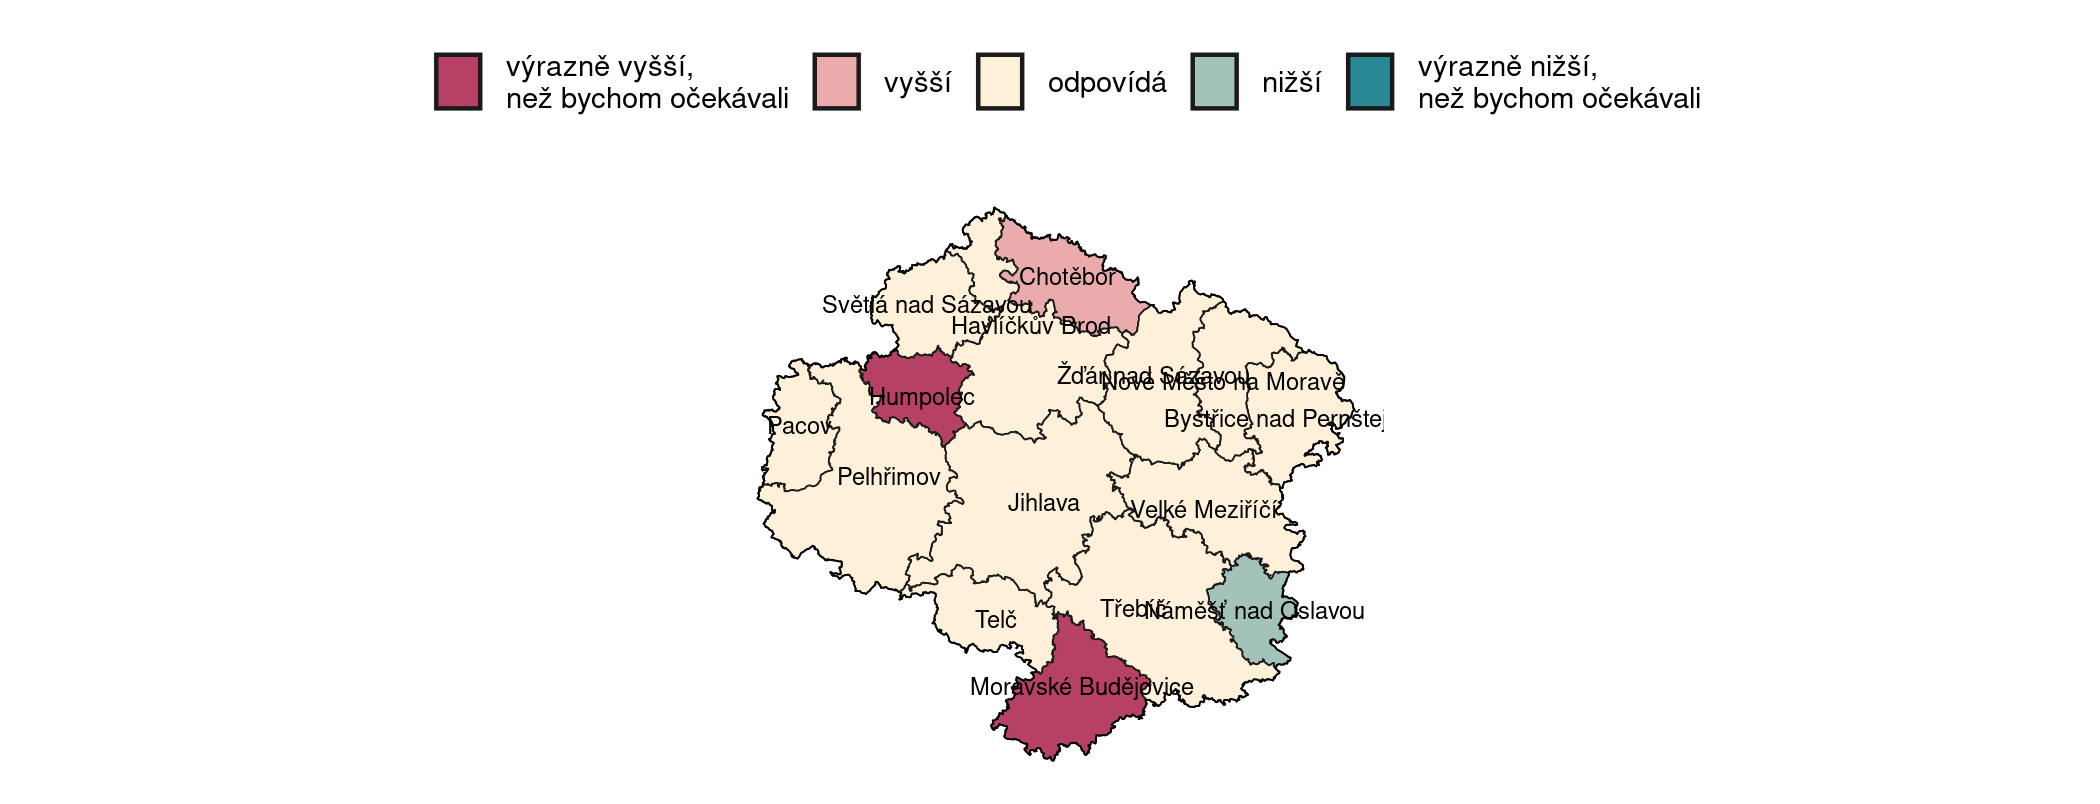 výrazně vyšší,
než bychom očekávali
vyšší
odpovídá
nižší
výrazně nižší,
než bychom očekávali
Chotěboř
Světlá nad Sázavou
Havlíčkův Brod
Žďár nad Sázavou
Nové Město na Moravě
Humpolec
Bystřice nad Pernštej
Pacov
Pelhřimov
Jihlava
Velké Meziříčí
Třebíč
Náměšť nad Oslavou
Telč
Moravské Budějovice